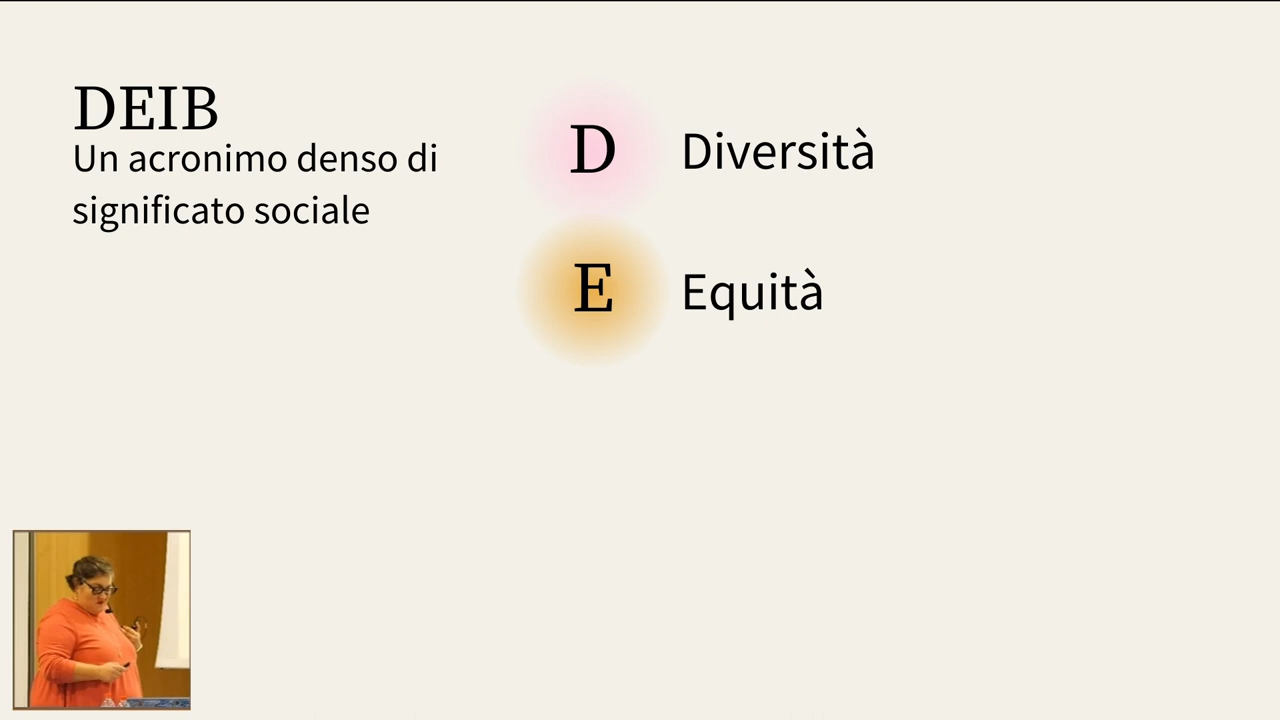 DEIB
Un acronimo denso di
significato sociale
D Diversità
E Equità